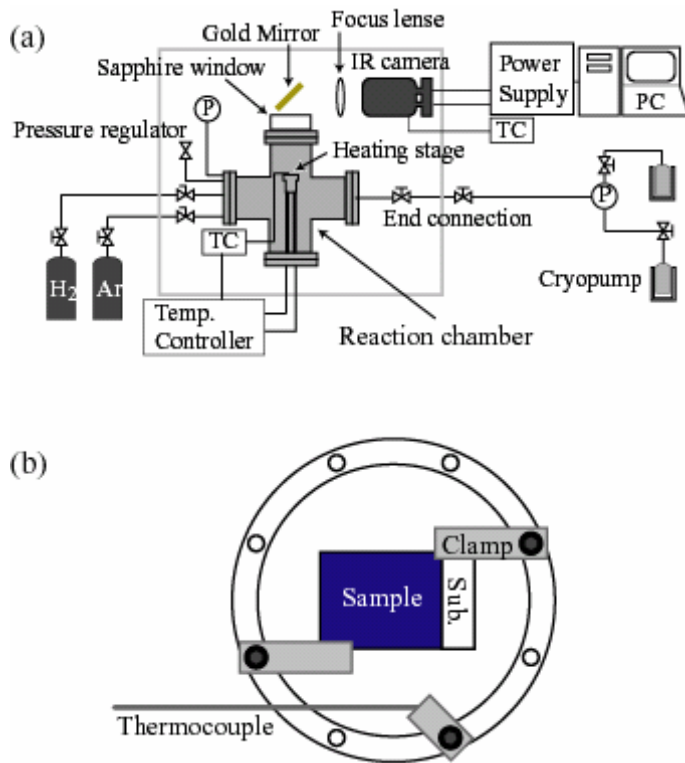 (a)
Focus lense
Gold Mirror
IR camera
Sapphire window
Power
Supply
PC
P
TC
Pressure regulator
Heating stage
P
End connection
TC
H2
Ar
Cryopump
Temp.
Controller
Reaction chamber
(b)
Clamp
Sample
Sub.
Thermocouple